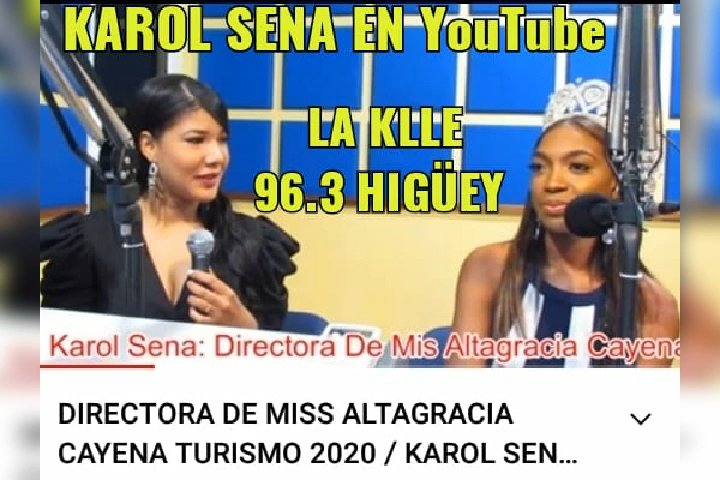 KAROL SENA EN YouTube
LA KLLE
96.3 HIGÜEY
Karol Sena: Directora De Mis Altagracia Cayena
DIRECTORA DE MISS ALTAGRACIA
CAYENA TURISMO 2020 / KAROL SEN...